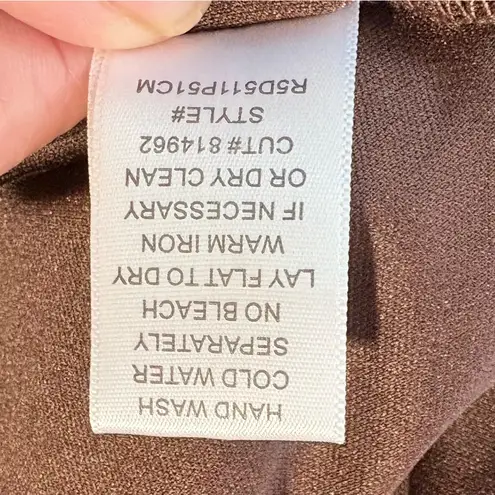 HAND WASH
COLD WATER
SEPARATELY
NO BLEACH
LAY FLAT TO DRY
WARM IRON
IF NECESSARY
OR DRY CLEAN
CUT# 814962
STYLE#
R5D511P51CM